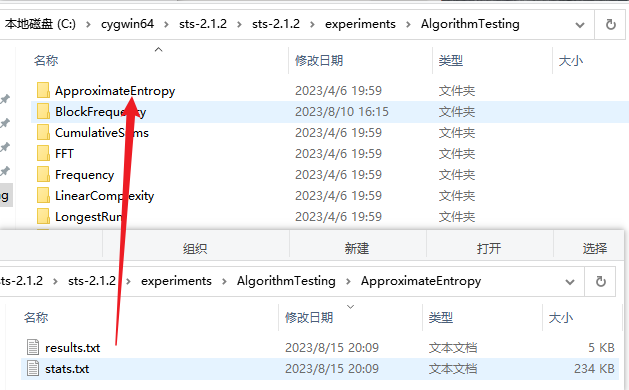 本地磁盘 (C:) > cygwin64 > sts-2.1.2 > sts-2.1.2 > experiments > AlgorithmTesting
名称 修改日期 类型 大小
ApproximateEntropy 2023/4/6 19:59 文件夹
BlockFrequency 2023/8/10 16:15 文件夹
CumulativeSums 2023/4/6 19:59 文件夹
FFT 2023/4/6 19:59 文件夹
Frequency 2023/4/6 19:59 文件夹
LinearComplexity 2023/4/6 19:59 文件夹
ng LongestRun 2023/4/6 19:59 文件夹
组织 新建 打开 选择
sts-2.1.2 > sts-2.1.2 > experiments > AlgorithmTesting > ApproximateEntropy
名称 修改日期 类型 大小
results.txt 2023/8/15 20:09 文本文档 5 KB
stats.txt 2023/8/15 20:09 文本文档 234 KB